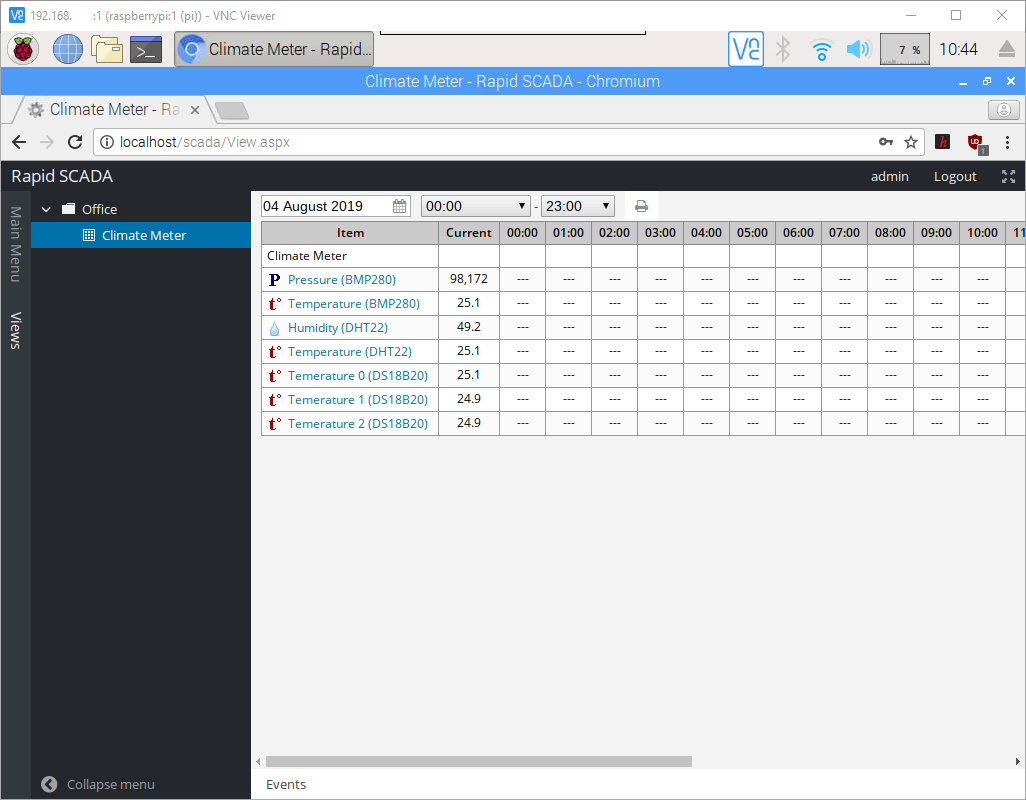 192.168. :1 (raspberrypi:1 (pi)) - VNC Viewer
Climate Meter - Rapid... 7 % 10:44
Climate Meter - Rapid SCADA - Chromium
Climate Meter - Ra
localhost/scada/View.aspx
Rapid SCADA admin Logout
Main Menu
Views
Office
Climate Meter
04 August 2019 00:00 - 23:00
Item Current 00:00 01:00 02:00 03:00 04:00 05:00 06:00 07:00 08:00 09:00 10:00 11
Climate Meter
P Pressure (BMP280) 98,172 --- --- --- --- --- --- --- --- --- --- ---
t° Temperature (BMP280) 25.1 --- --- --- --- --- --- --- --- --- --- ---
Humidity (DHT22) 49.2 --- --- --- --- --- --- --- --- --- --- ---
t° Temperature (DHT22) 25.1 --- --- --- --- --- --- --- --- --- --- ---
t° Temerature 0 (DS18B20) 25.1 --- --- --- --- --- --- --- --- --- --- ---
t° Temerature 1 (DS18B20) 24.9 --- --- --- --- --- --- --- --- --- --- ---
t° Temerature 2 (DS18B20) 24.9 --- --- --- --- --- --- --- --- --- --- ---
Collapse menu
Events